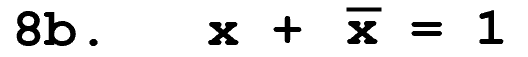 8b. x + x̅ = 1